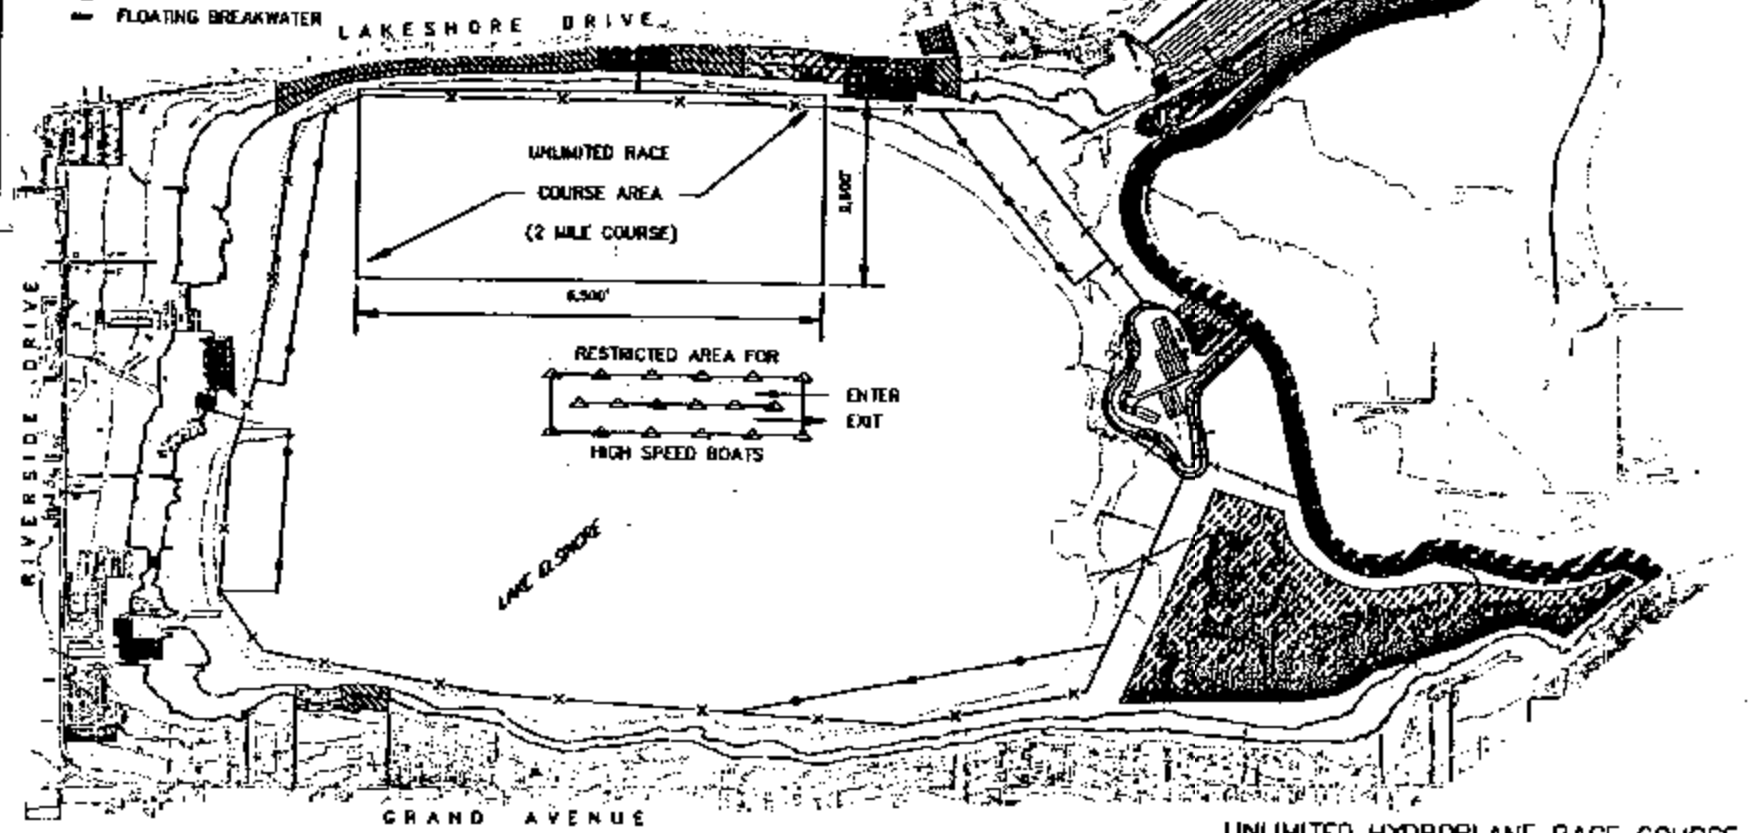 FLOATING BREAKWATER
LAKESHORE DRIVE
UNLIMITED RACE
COURSE AREA
(2 MILE COURSE)
6,500'
RESTRICTED AREA FOR
ENTER
EXIT
HIGH SPEED BOATS
RIVERSIDE DRIVE
LAKE ELSINORE
GRAND AVENUE
UNLIMITED HYDROPLANE RACE COURSE